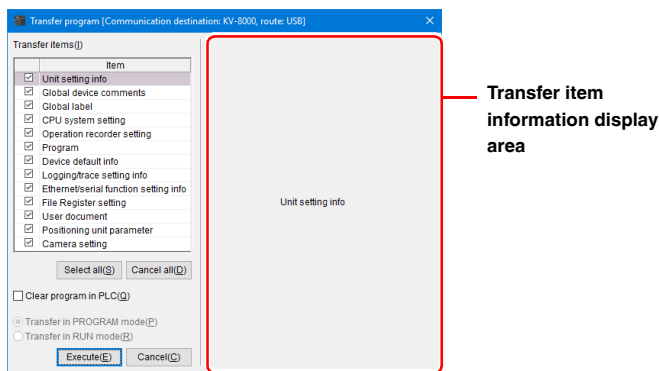 Transfer program [Communication destination: KV-8000, route: USB]
Transfer items(I)
Item
Unit setting info
Global device comments
Global label
CPU system setting
Operation recorder setting
Program
Device default info
Logging/trace setting info
Ethernet/serial function setting info
File Register setting
User document
Positioning unit parameter
Camera setting
Select all(S) Cancel all(D)
Clear program in PLC(Q)
Transfer in PROGRAM mode(P)
Transfer in RUN mode(R)
Execute(E) Cancel(C)
Unit setting info
Transfer item
information display
area